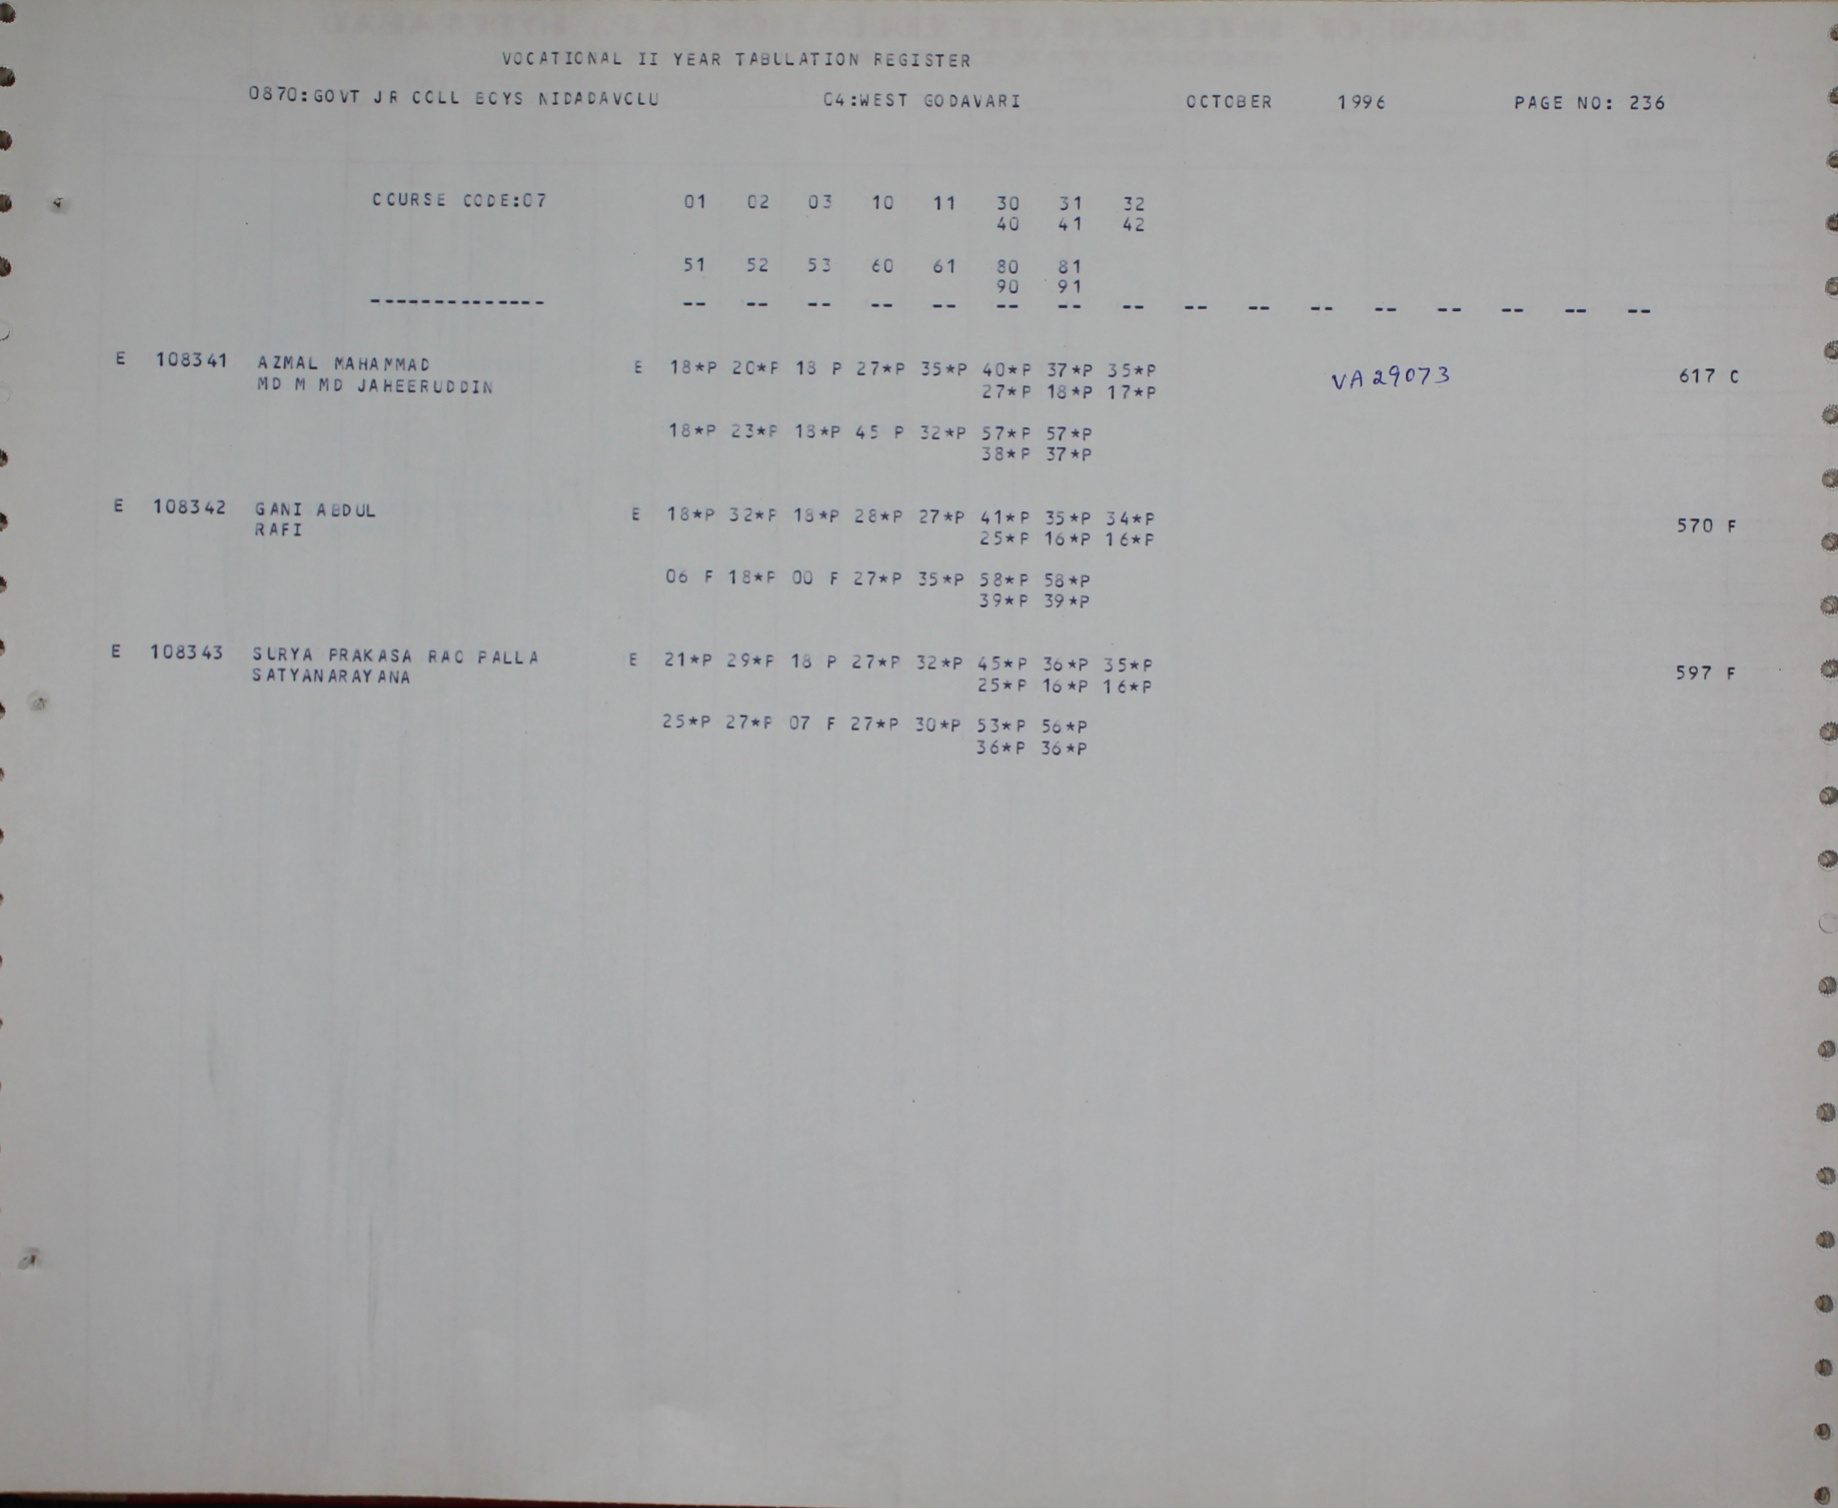 VOCATIONAL II YEAR TABULATION REGISTER
0870:GOVT JR COLL BOYS NIDADAVOLU 04:WEST GODAVARI OCTOBER 1996 PAGE NO: 236
COURSE CODE:07 01 02 03 10 11 30 31 32
40 41 42
51 52 53 60 61 80 81
90 91
-------------- -- -- -- -- -- -- -- -- -- -- -- -- -- -- -- --
E 108341 AZMAL MAHAMMAD E 18*P 20*P 18 P 27*P 35*P 40*P 37*P 35*P VA29073 617 C
MD M MD JAHEERUDDIN 27*P 18*P 17*P
18*P 23*P 18*P 45 P 32*P 57*P 57*P
38*P 37*P
E 108342 GANI ABDUL E 18*P 32*P 18*P 28*P 27*P 41*P 35*P 34*P 570 F
RAFI 25*P 16*P 16*P
06 F 18*P 00 F 27*P 35*P 58*P 58*P
39*P 39*P
E 108343 SURYA PRAKASA RAO PALLA E 21*P 29*P 18 P 27*P 32*P 45*P 36*P 35*P 597 F
SATYANARAYANA 25*P 16*P 16*P
25*P 27*P 07 F 27*P 30*P 53*P 56*P
36*P 36*P